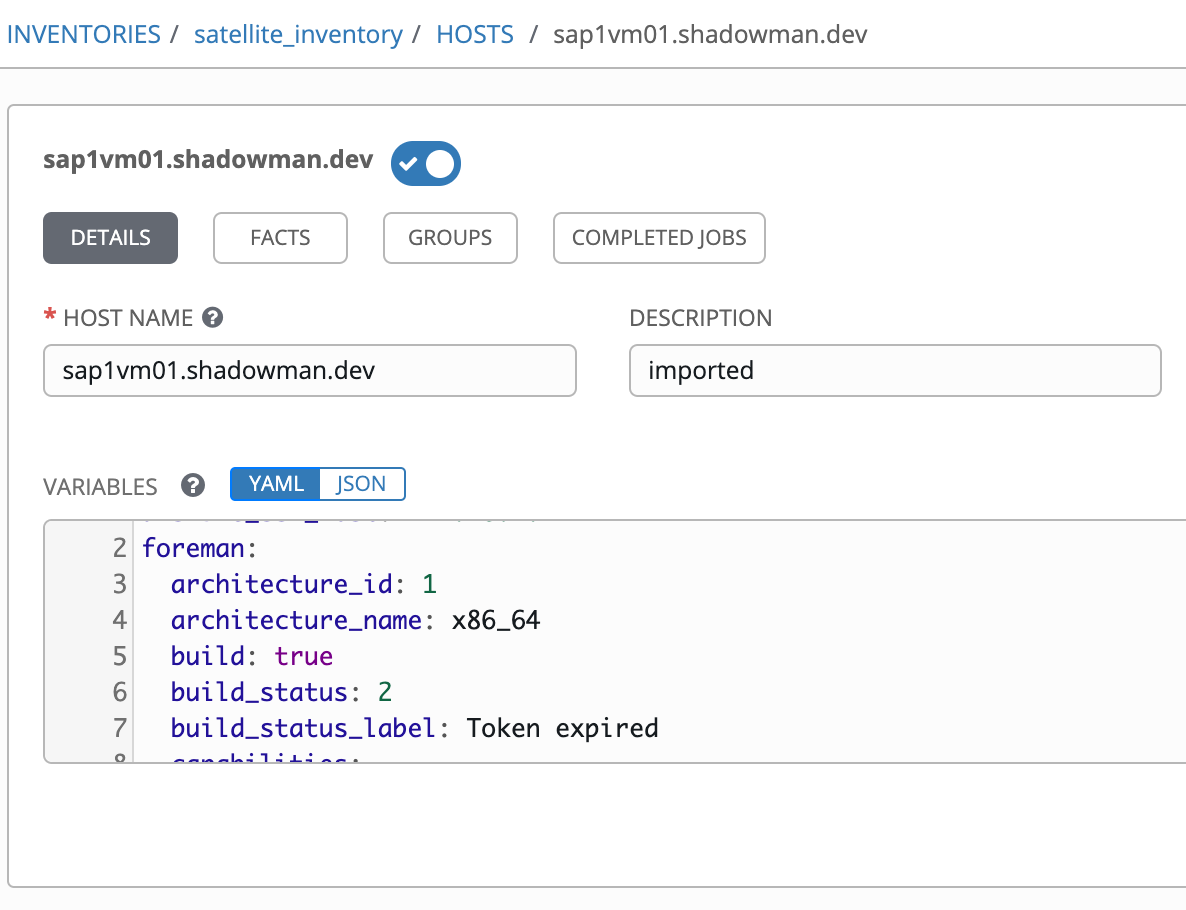 INVENTORIES / satellite_inventory / HOSTS / sap1vm01.shadowman.dev
sap1vm01.shadowman.dev
DETAILS FACTS GROUPS COMPLETED JOBS
* HOST NAME ? DESCRIPTION
sap1vm01.shadowman.dev imported
VARIABLES ? YAML JSON
2 foreman:
3 architecture_id: 1
4 architecture_name: x86_64
5 build: true
6 build_status: 2
7 build_status_label: Token expired
8 capabilities: